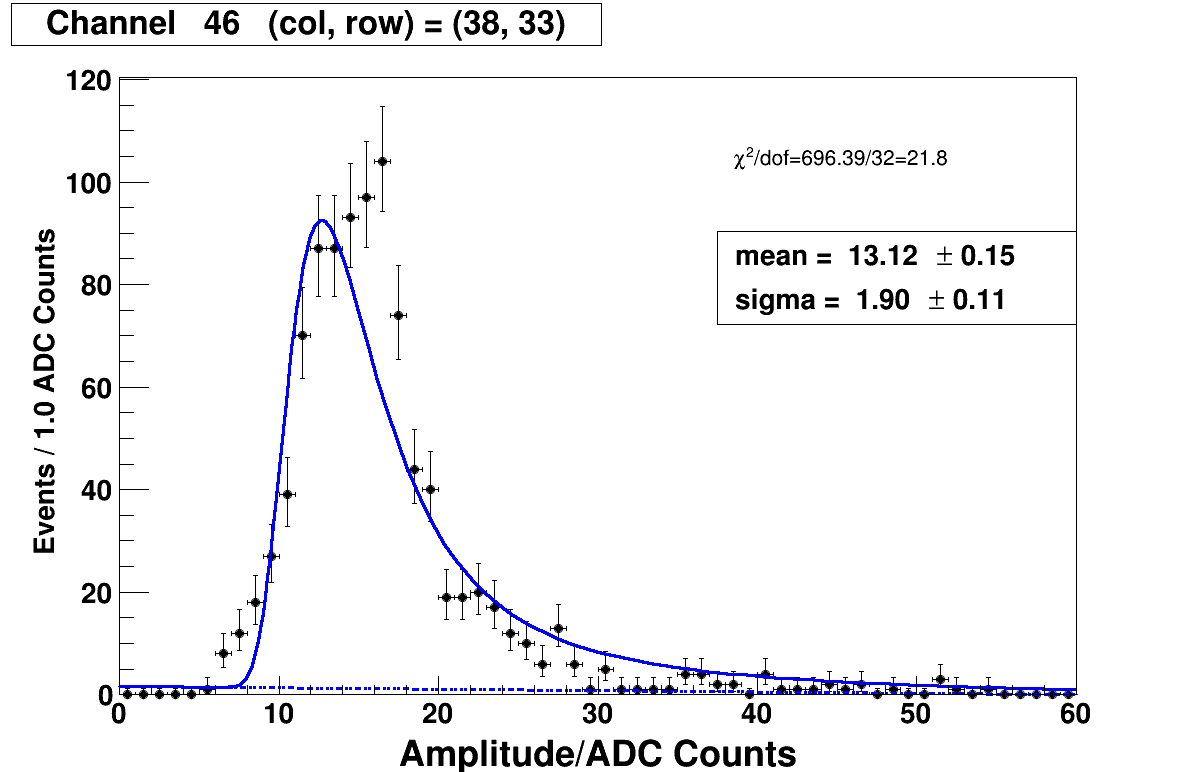 Channel 46 (col, row) = (38, 33)
120
100
80
60
40
20
0
Events / 1.0 ADC Counts
χ²/dof=696.39/32=21.8
mean = 13.12 ± 0.15
sigma = 1.90 ± 0.11
0 10 20 30 40 50 60
Amplitude/ADC Counts